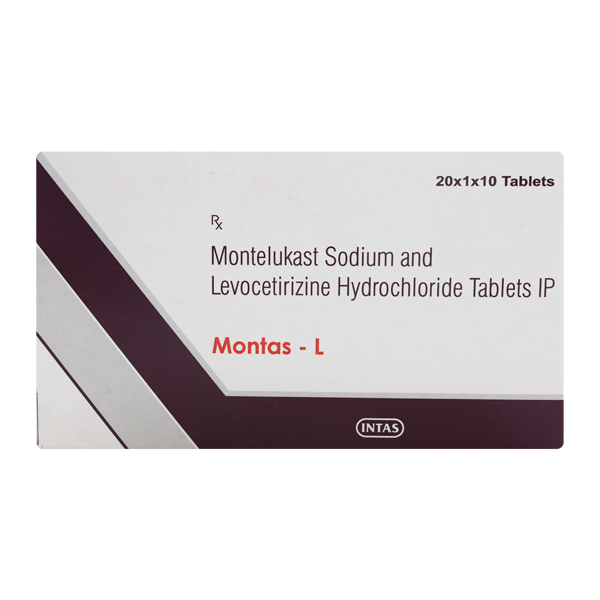 20x1x10 Tablets
Rx
Montelukast Sodium and
Levocetirizine Hydrochloride Tablets IP
Montas - L
INTAS